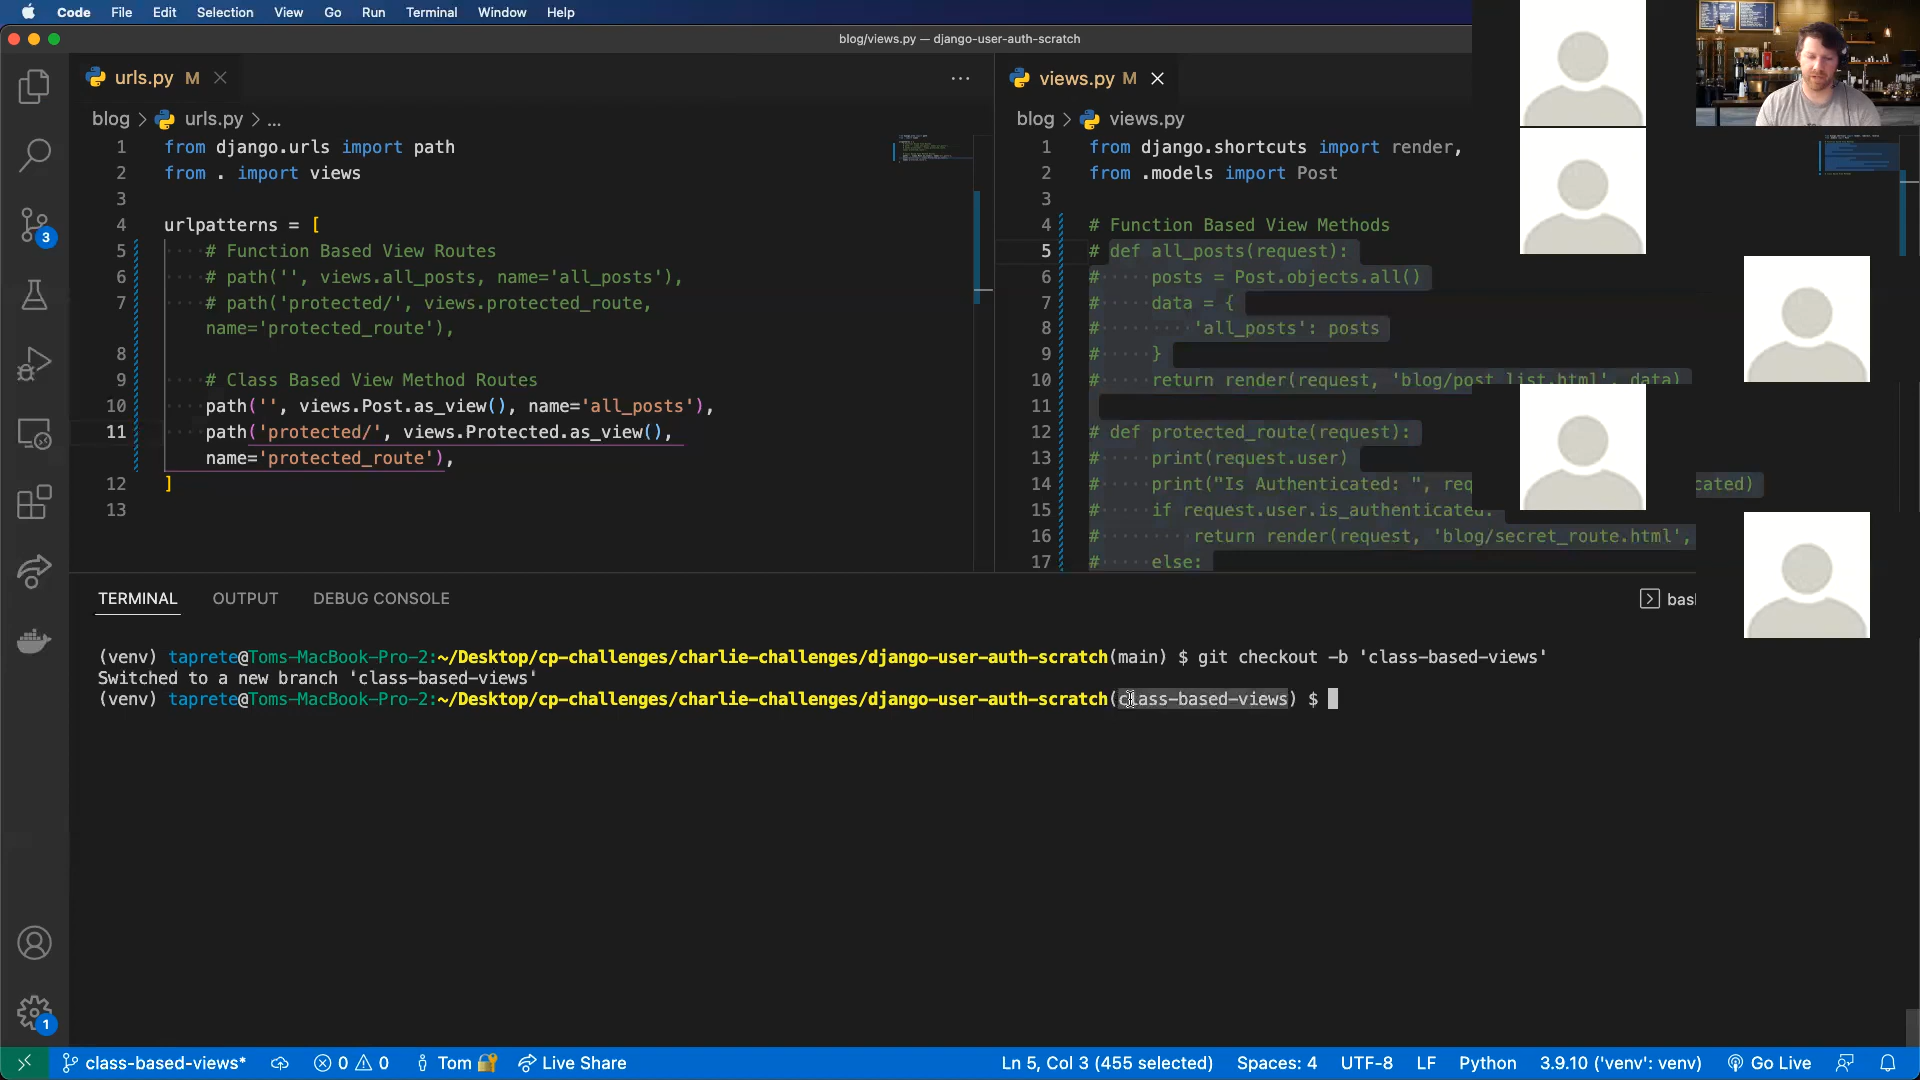 Code File Edit Selection View Go Run Terminal Window Help
blog/views.py — django-user-auth-scratch
urls.py M
blog > urls.py > ...
1 from django.urls import path
2 from . import views
3
4 urlpatterns = [
5 ····# Function Based View Routes
6 ····# path('', views.all_posts, name='all_posts'),
7 ····# path('protected/', views.protected_route,
name='protected_route'),
8
9 ····# Class Based View Method Routes
10 path('', views.Post.as_view(), name='all_posts'),
11 path('protected/', views.Protected.as_view(),
name='protected_route'),
12 ]
13
views.py M
blog > views.py
1 from django.shortcuts import render,
2 from .models import Post
3
4 # Function Based View Methods
5 # def all_posts(request):
6 #·····posts = Post.objects.all()
7 #·····data = {
8 #·········'all_posts': posts
9 #·····}
10 #·····return render(request, 'blog/post_list.html', data)
11
12 # def protected_route(request):
13 #·····print(request.user)
14 #·····print("Is Authenticated: ", req cated)
15 #·····if request.user.is_authenticated:
16 #·········return render(request, 'blog/secret_route.html',
17 #·····else:
TERMINAL OUTPUT DEBUG CONSOLE
bash
(venv) taprete@Toms-MacBook-Pro-2:~/Desktop/cp-challenges/charlie-challenges/django-user-auth-scratch(main) $ git checkout -b 'class-based-views'
Switched to a new branch 'class-based-views'
(venv) taprete@Toms-MacBook-Pro-2:~/Desktop/cp-challenges/charlie-challenges/django-user-auth-scratch(class-based-views) $
3
1
class-based-views* 0 0 Tom Live Share Ln 5, Col 3 (455 selected) Spaces: 4 UTF-8 LF Python 3.9.10 ('venv': venv) Go Live